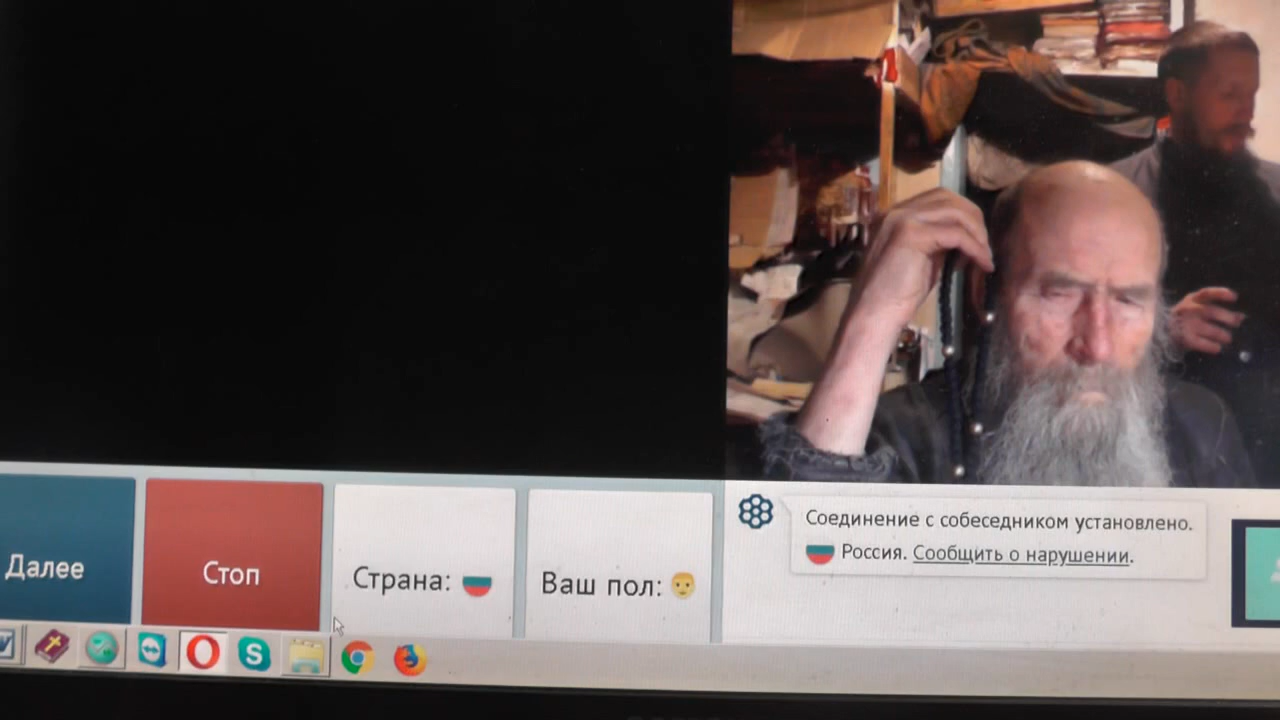 Далее
Стоп
Страна:
Ваш пол:
Соединение с собеседником установлено.
Россия. Сообщить о нарушении.
W
S